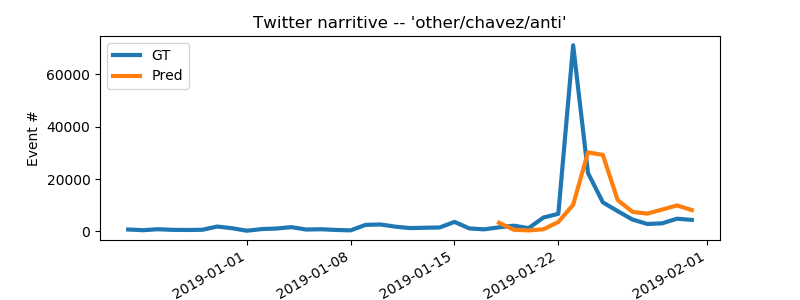 Twitter narritive -- 'other/chavez/anti'
GT
Pred
Event #
60000
40000
20000
0
2019-01-01
2019-01-08
2019-01-15
2019-01-22
2019-02-01